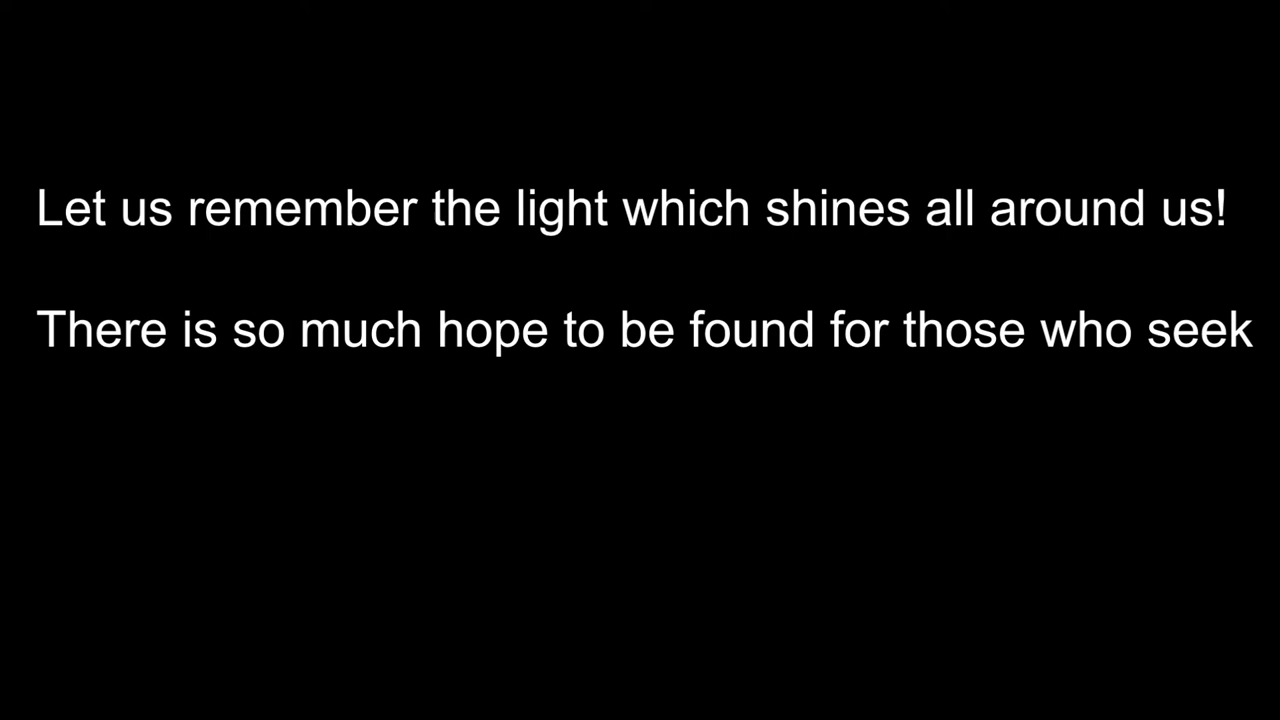 Let us remember the light which shines all around us!
There is so much hope to be found for those who seek